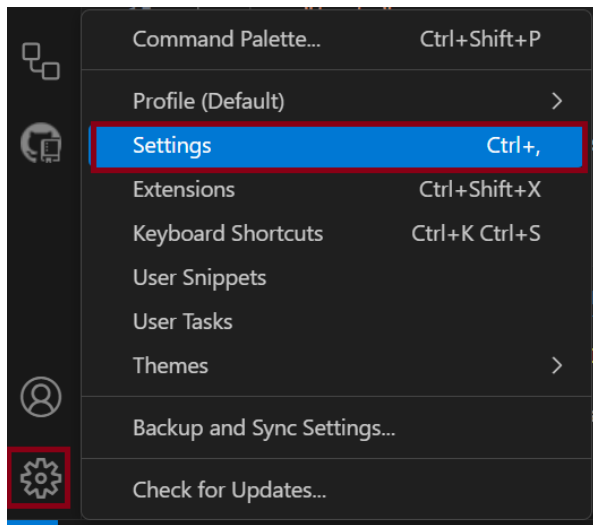 Command Palette... Ctrl+Shift+P
Profile (Default)
Settings Ctrl+,
Extensions Ctrl+Shift+X
Keyboard Shortcuts Ctrl+K Ctrl+S
User Snippets
User Tasks
Themes
Backup and Sync Settings...
Check for Updates...